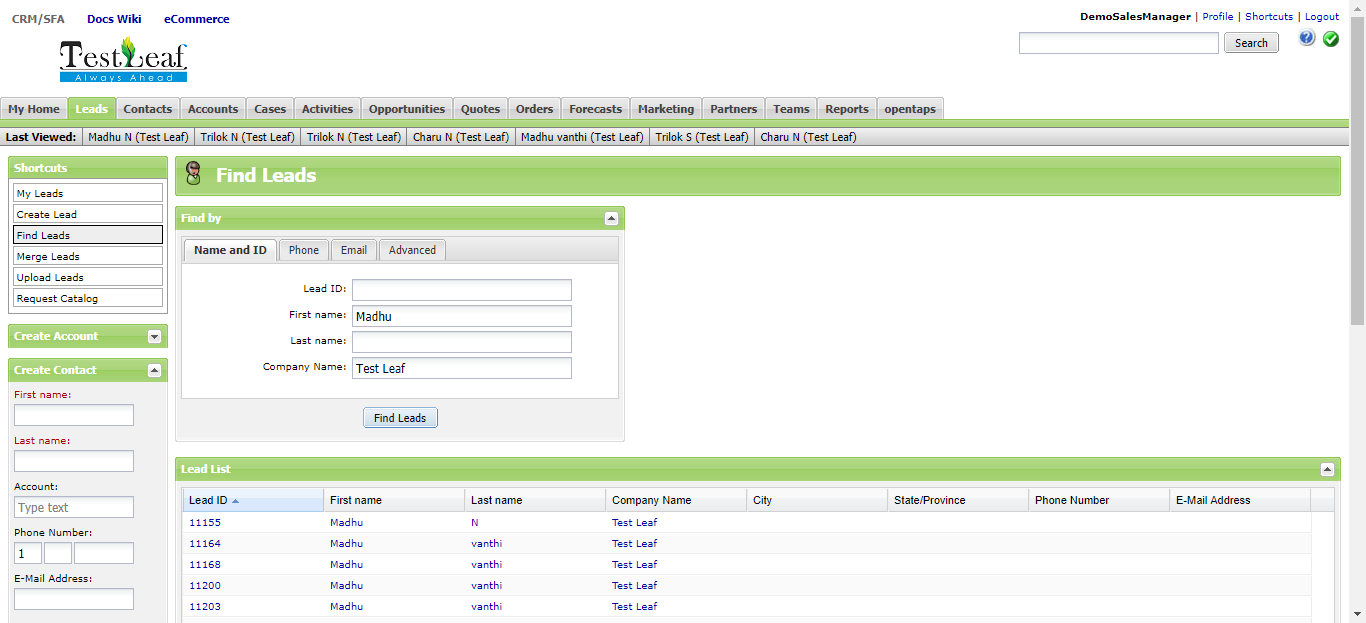 CRM/SFA Docs Wiki eCommerce
DemoSalesManager | Profile | Shortcuts | Logout
TestLeaf
Always Ahead
Search
?
My Home Leads Contacts Accounts Cases Activities Opportunities Quotes Orders Forecasts Marketing Partners Teams Reports opentaps
Last Viewed: Madhu N (Test Leaf) Trilok N (Test Leaf) Trilok N (Test Leaf) Charu N (Test Leaf) Madhu vanthi (Test Leaf) Trilok S (Test Leaf) Charu N (Test Leaf)
Shortcuts
My Leads
Create Lead
Find Leads
Merge Leads
Upload Leads
Request Catalog
Create Account
Create Contact
First name:
Last name:
Account:
Type text
Phone Number:
1
E-Mail Address:
Find Leads
Find by
Name and ID Phone Email Advanced
Lead ID:
First name: Madhu
Last name:
Company Name: Test Leaf
Find Leads
Lead List
Lead ID First name Last name Company Name City State/Province Phone Number E-Mail Address
11155 Madhu N Test Leaf
11164 Madhu vanthi Test Leaf
11168 Madhu vanthi Test Leaf
11200 Madhu vanthi Test Leaf
11203 Madhu vanthi Test Leaf